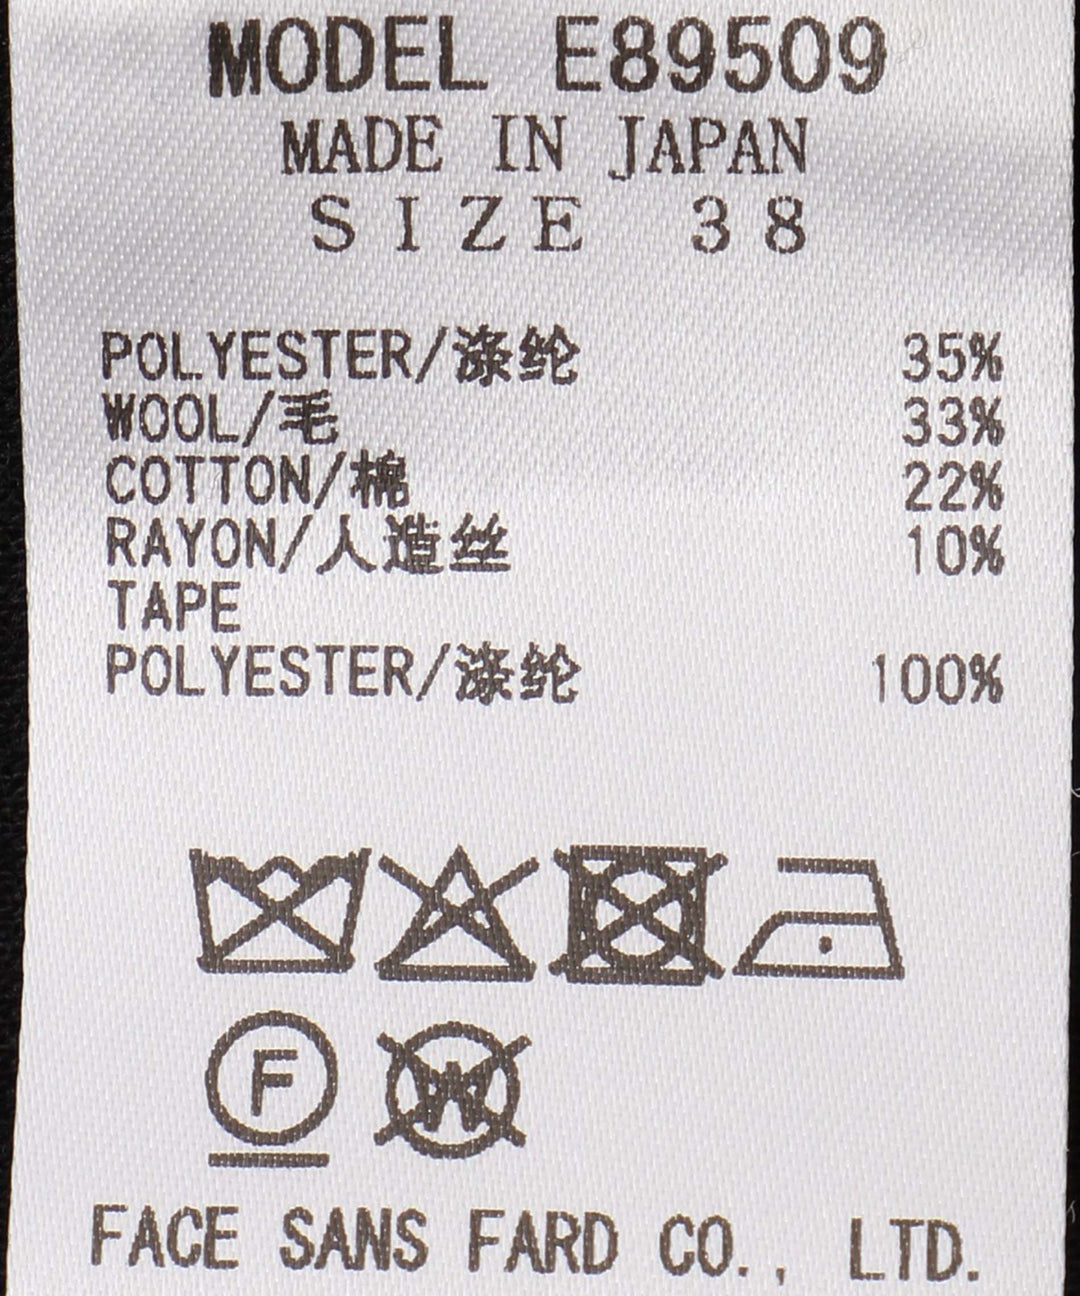 MODEL E89509
MADE IN JAPAN
SIZE 38
POLYESTER/涤纶 35%
WOOL/毛 33%
COTTON/棉 22%
RAYON/人造丝 10%
TAPE
POLYESTER/涤纶 100%
F W
FACE SANS FARD CO., LTD.